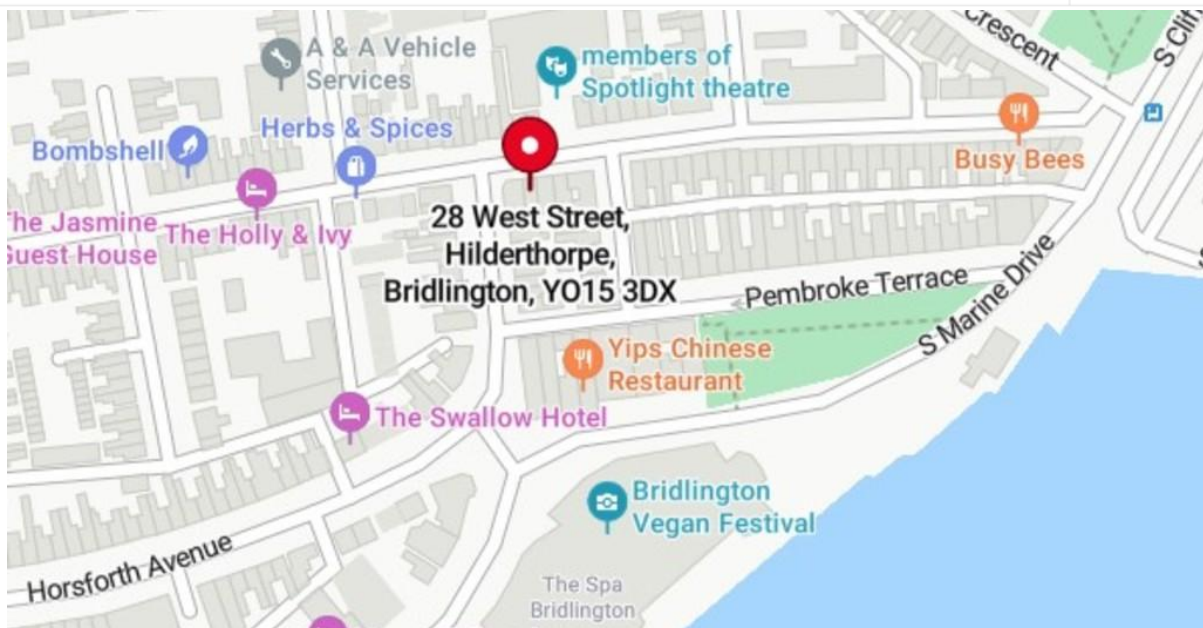 Crescent
S Clif
A & A Vehicle
Services
members of
Spotlight theatre
Herbs & Spices
Bombshell
Busy Bees
The Jasmine
Guest House
The Holly & Ivy
28 West Street,
Hilderthorpe,
Bridlington, YO15 3DX
Pembroke Terrace
S Marine Drive
Yips Chinese
Restaurant
The Swallow Hotel
Bridlington
Vegan Festival
Horsforth Avenue
The Spa
Bridlington